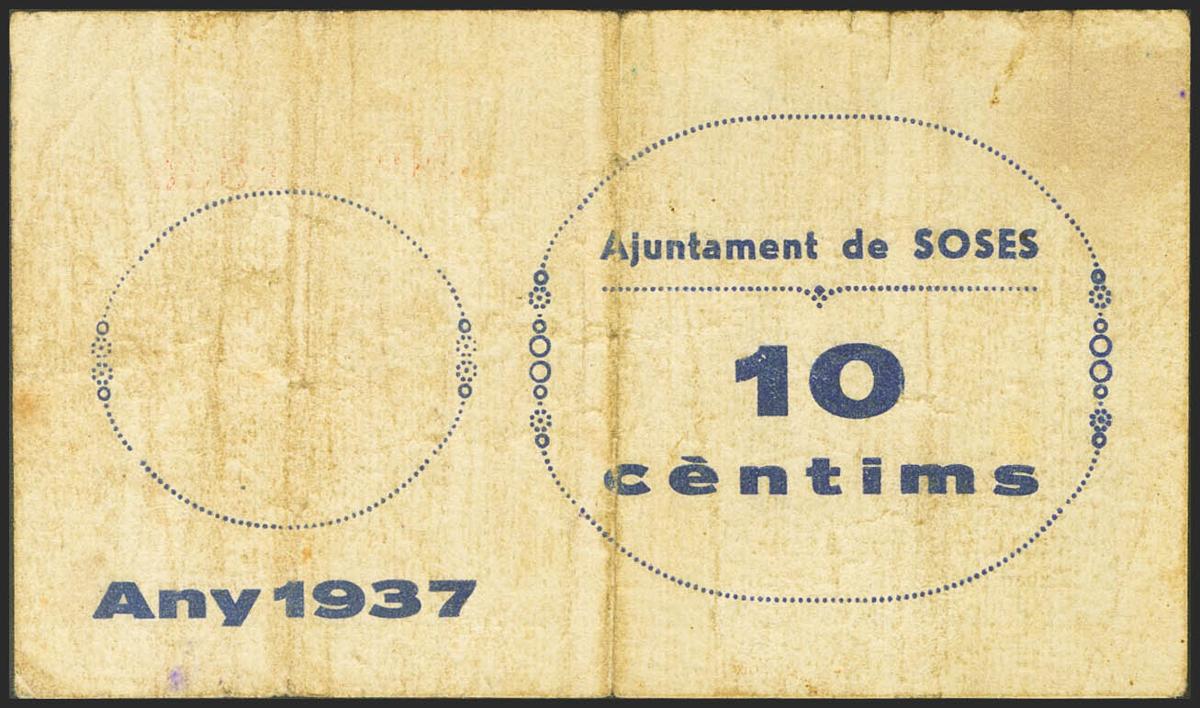 Ajuntament de SOSES
10
cèntims
Any 1937